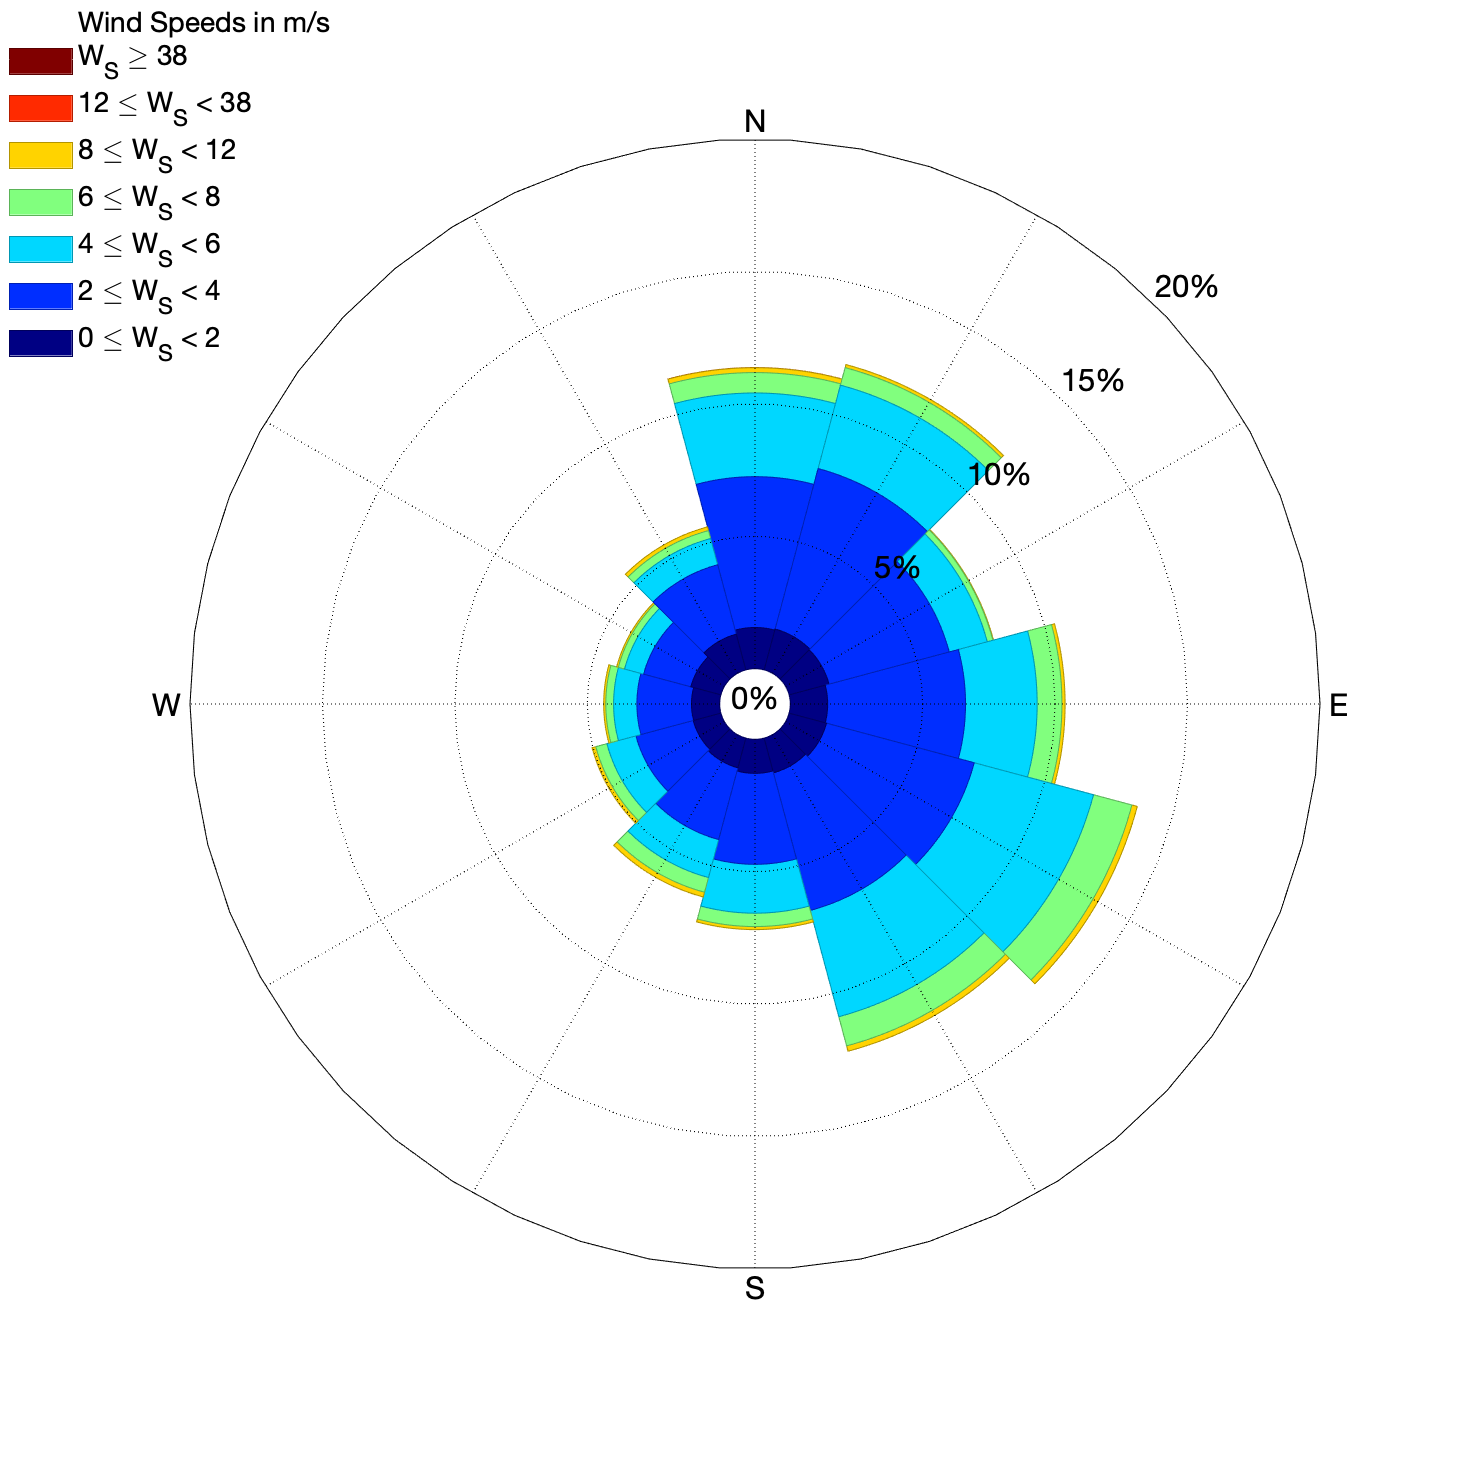 Wind Speeds in m/s
W_S ≥ 38
12 ≤ W_S < 38
8 ≤ W_S < 12
6 ≤ W_S < 8
4 ≤ W_S < 6
2 ≤ W_S < 4
0 ≤ W_S < 2
N
20%
15%
10%
5%
W
0%
E
S